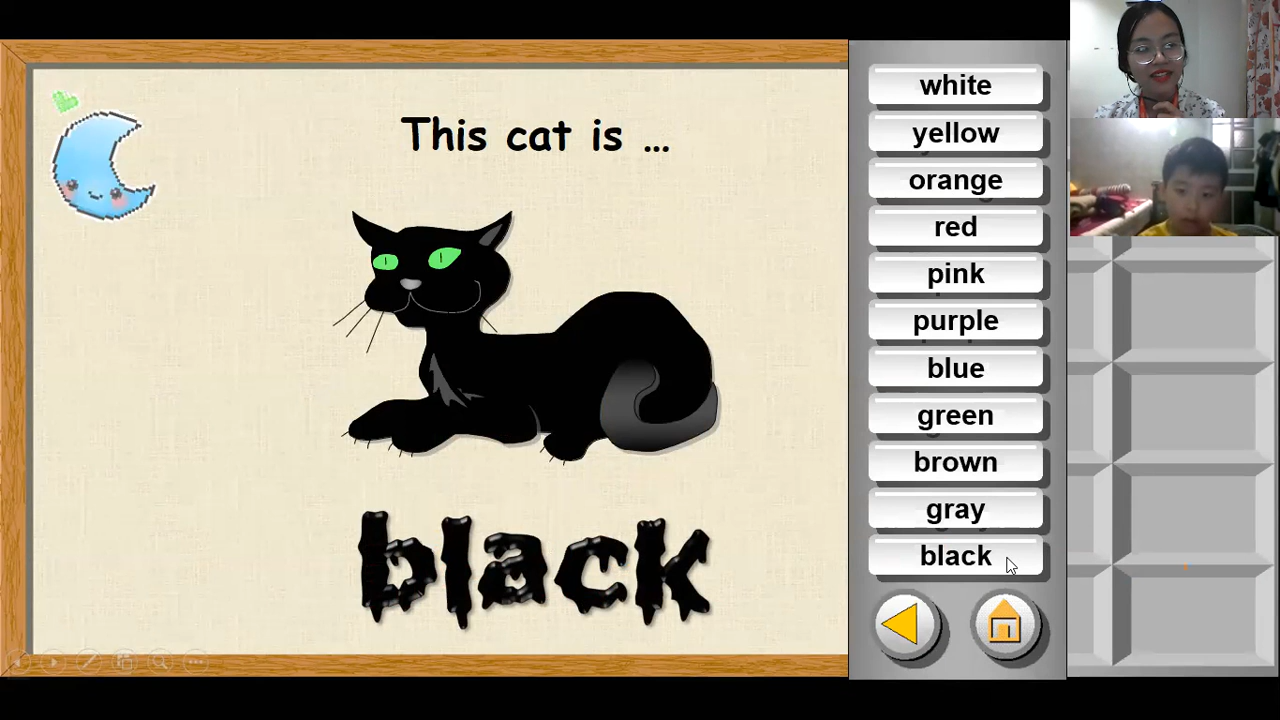 This cat is ...
black
white
yellow
orange
red
pink
purple
blue
green
brown
gray
black